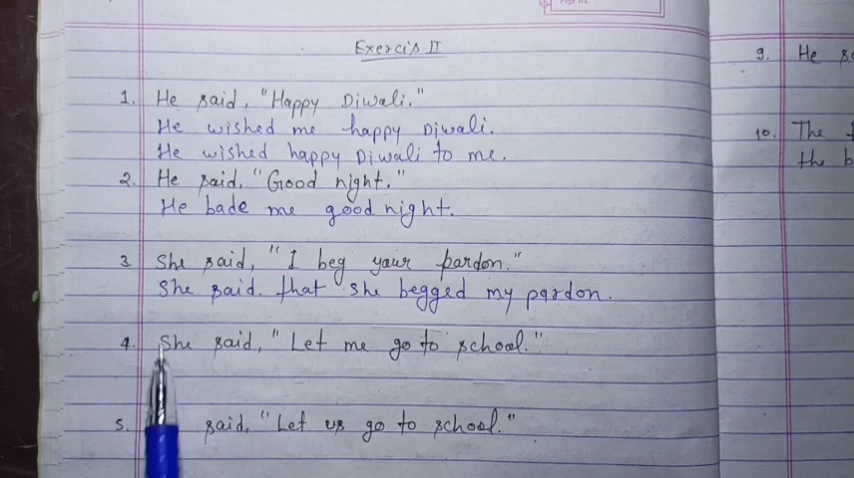 Exercis II
1. He said, "Happy Diwali."
He wished me happy Diwali.
He wished happy Diwali to me.
2. He said, "Good night."
He bade me good night.
3. She said, "I beg your pardon."
She said. that she begged my pardon.
4. She said, "Let me go to school."
5. said, "Let us go to school."
9. He
10. The
the